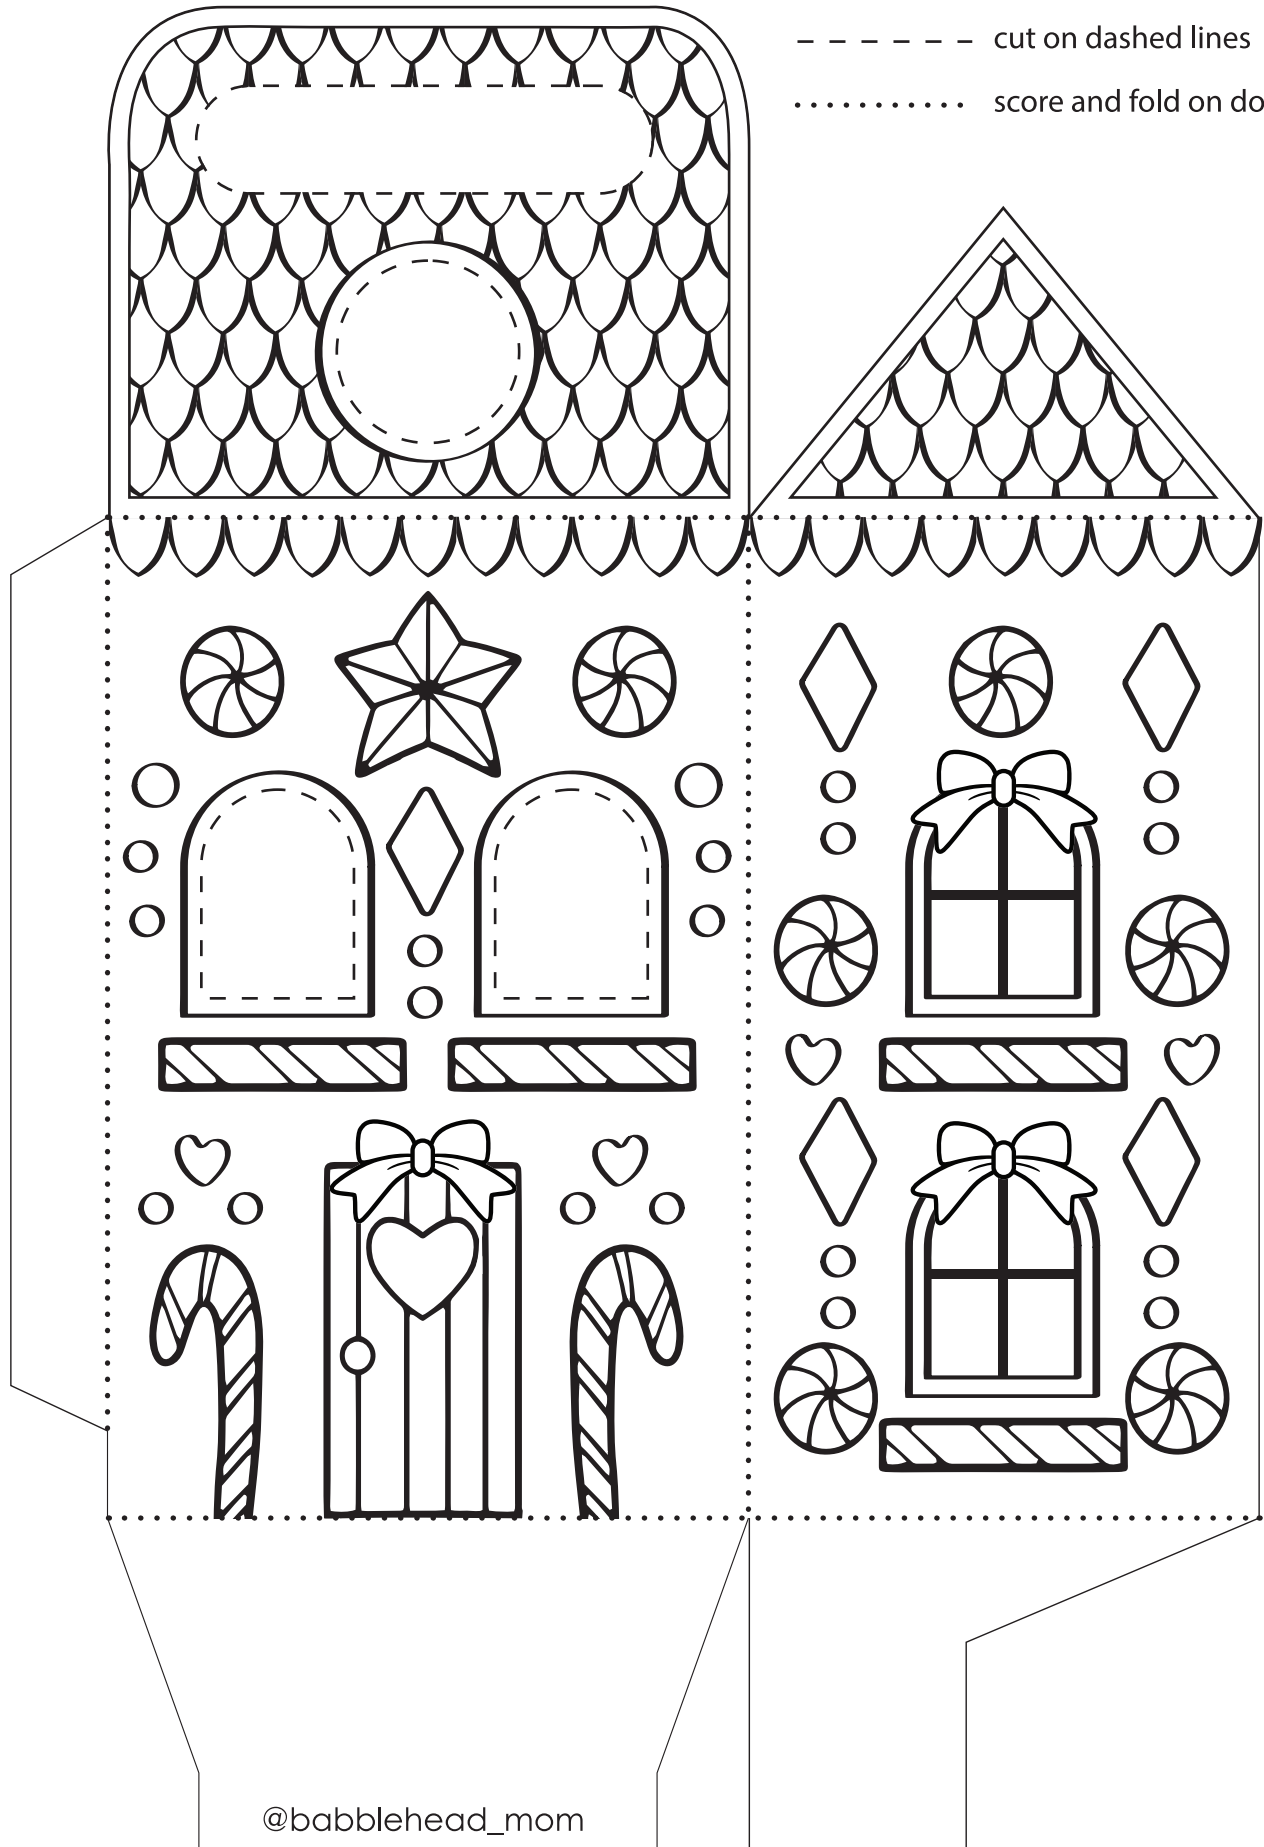 cut on dashed lines
score and fold on do
@babblehead_mom